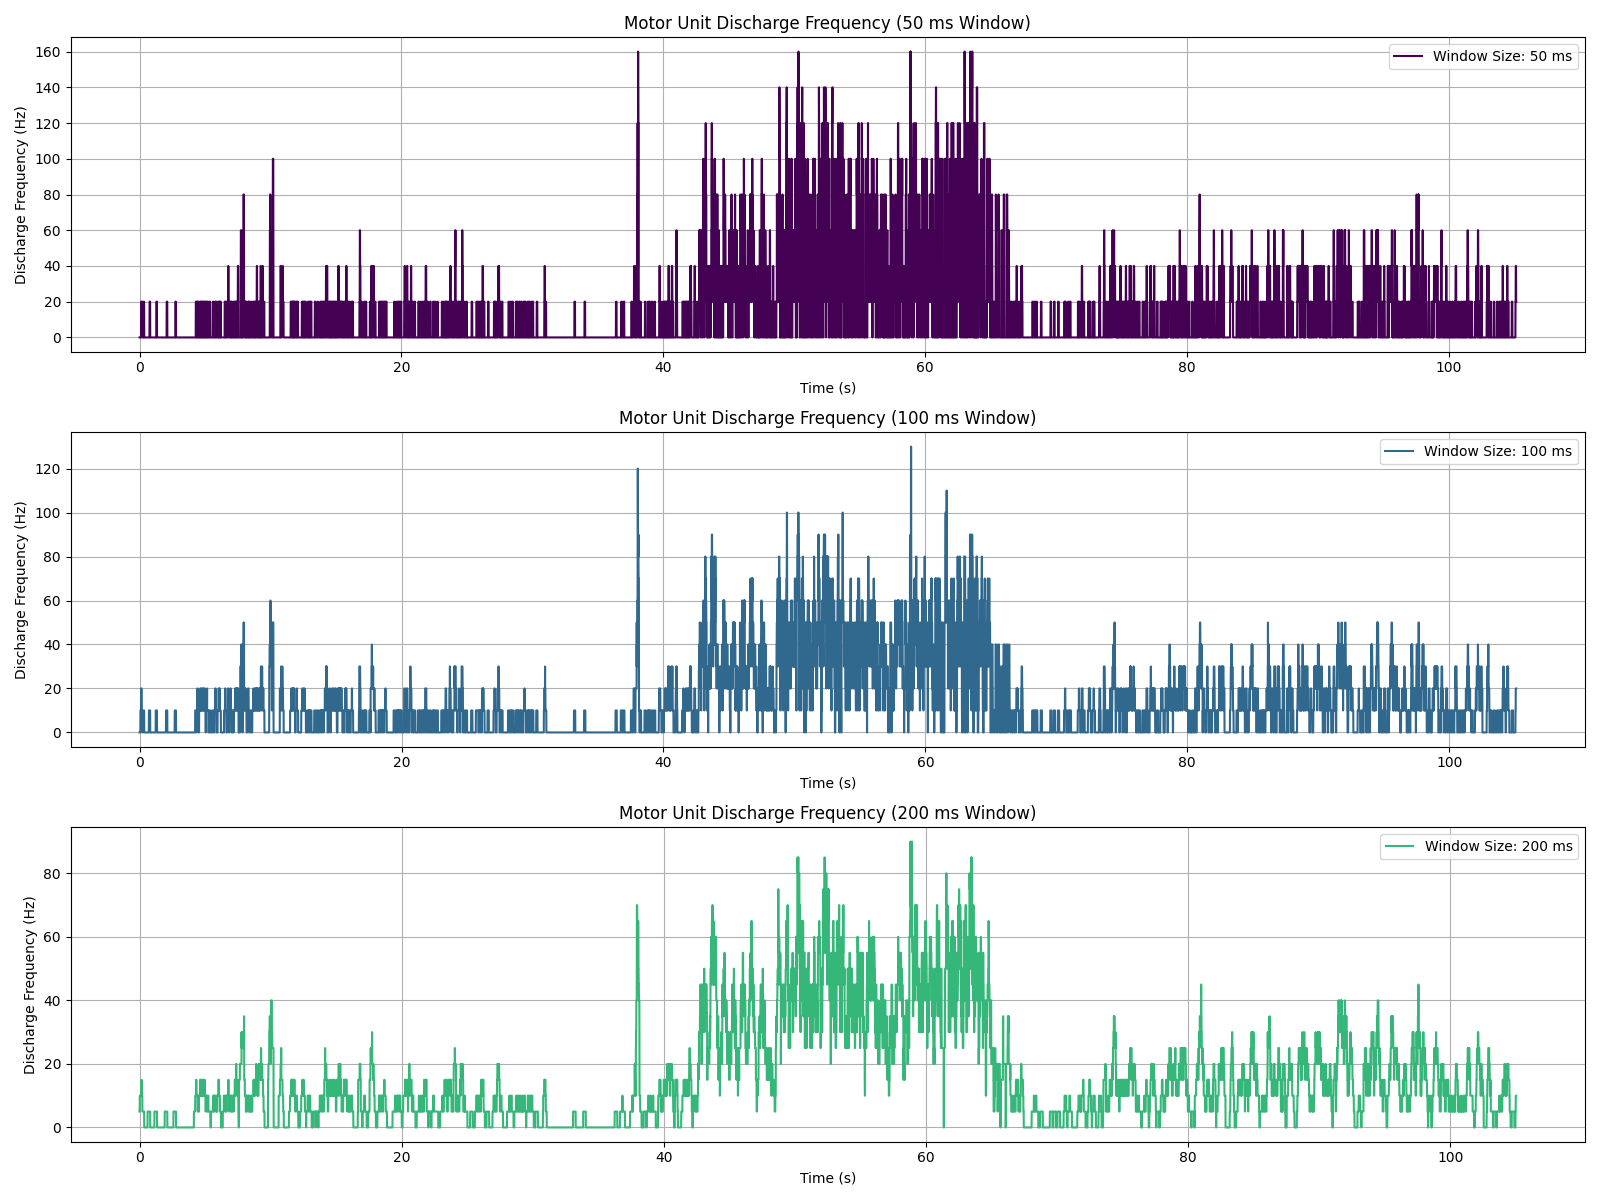 Motor Unit Discharge Frequency (50 ms Window)
Window Size: 50 ms
Discharge Frequency (Hz)
160
140
120
100
80
60
40
20
0
0 20 40 60 80 100
Time (s)
Motor Unit Discharge Frequency (100 ms Window)
Window Size: 100 ms
Discharge Frequency (Hz)
120
100
80
60
40
20
0
0 20 40 60 80 100
Time (s)
Motor Unit Discharge Frequency (200 ms Window)
Window Size: 200 ms
Discharge Frequency (Hz)
80
60
40
20
0
0 20 40 60 80 100
Time (s)